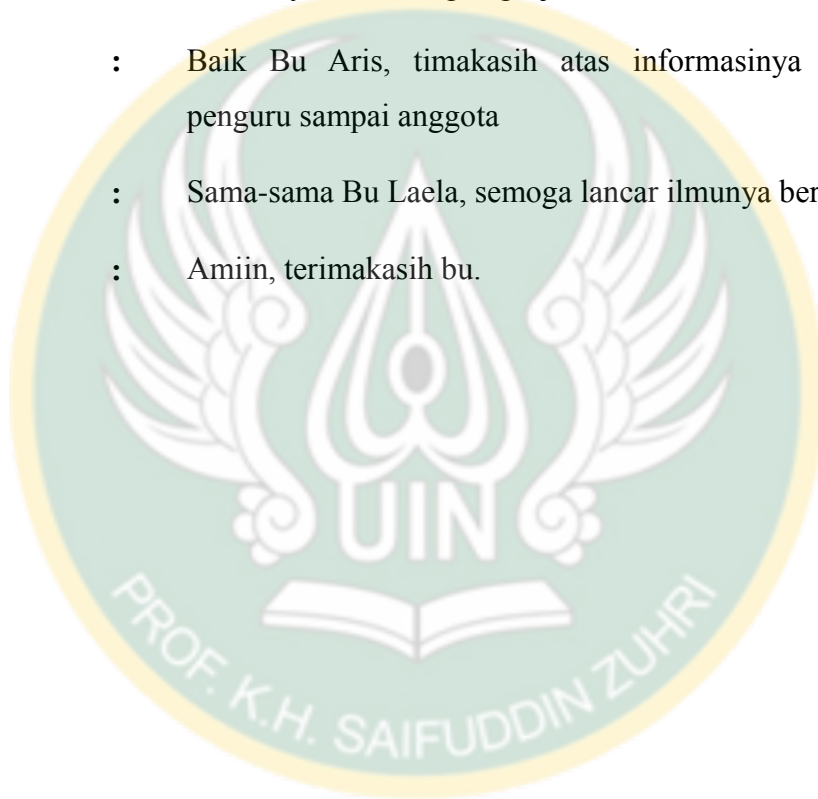 : Baik Bu Aris, timakasih atas informasinya
penguru sampai anggota
: Sama-sama Bu Laela, semoga lancar ilmunya
: Amiin, terimakasih bu.
UIN
PROF. K.H. SAIFUDDIN ZUHRI